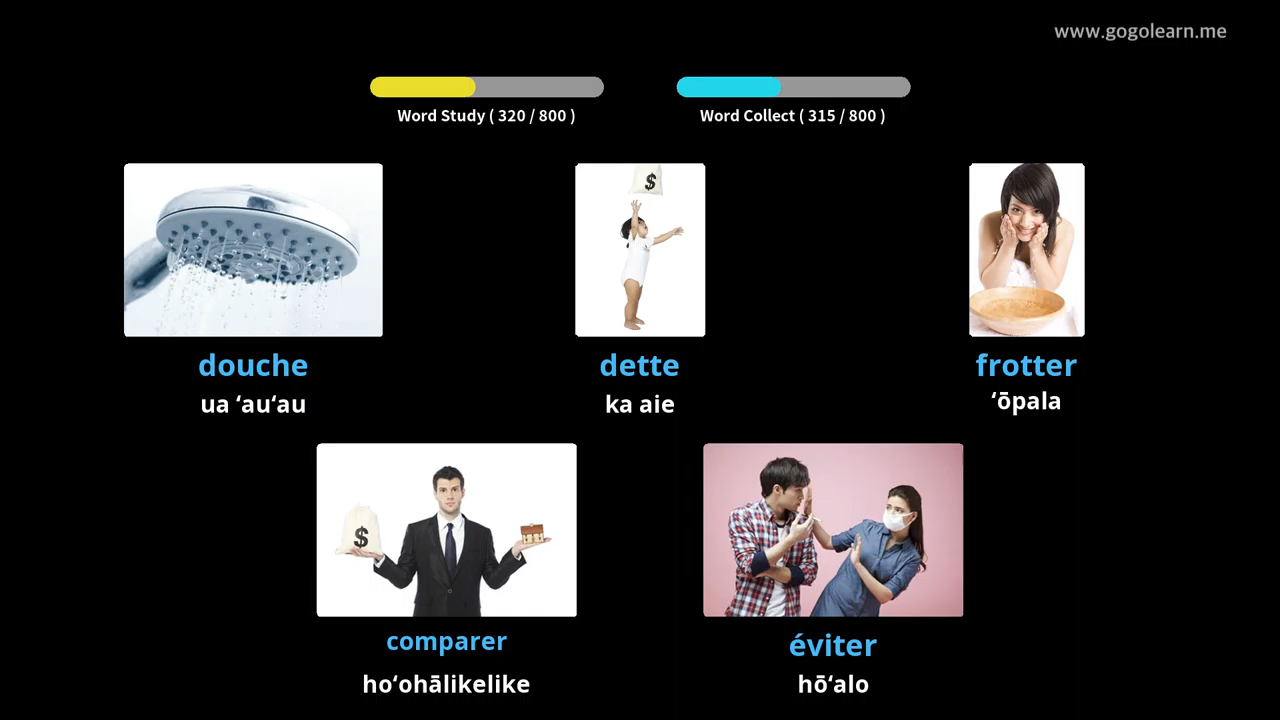 www.gogolearn.me
Word Study ( 320 / 800 )
Word Collect ( 315 / 800 )
$
douche
ua ʻauʻau
dette
ka aie
frotter
ʻōpala
$
comparer
hoʻohālikelike
éviter
hōʻalo